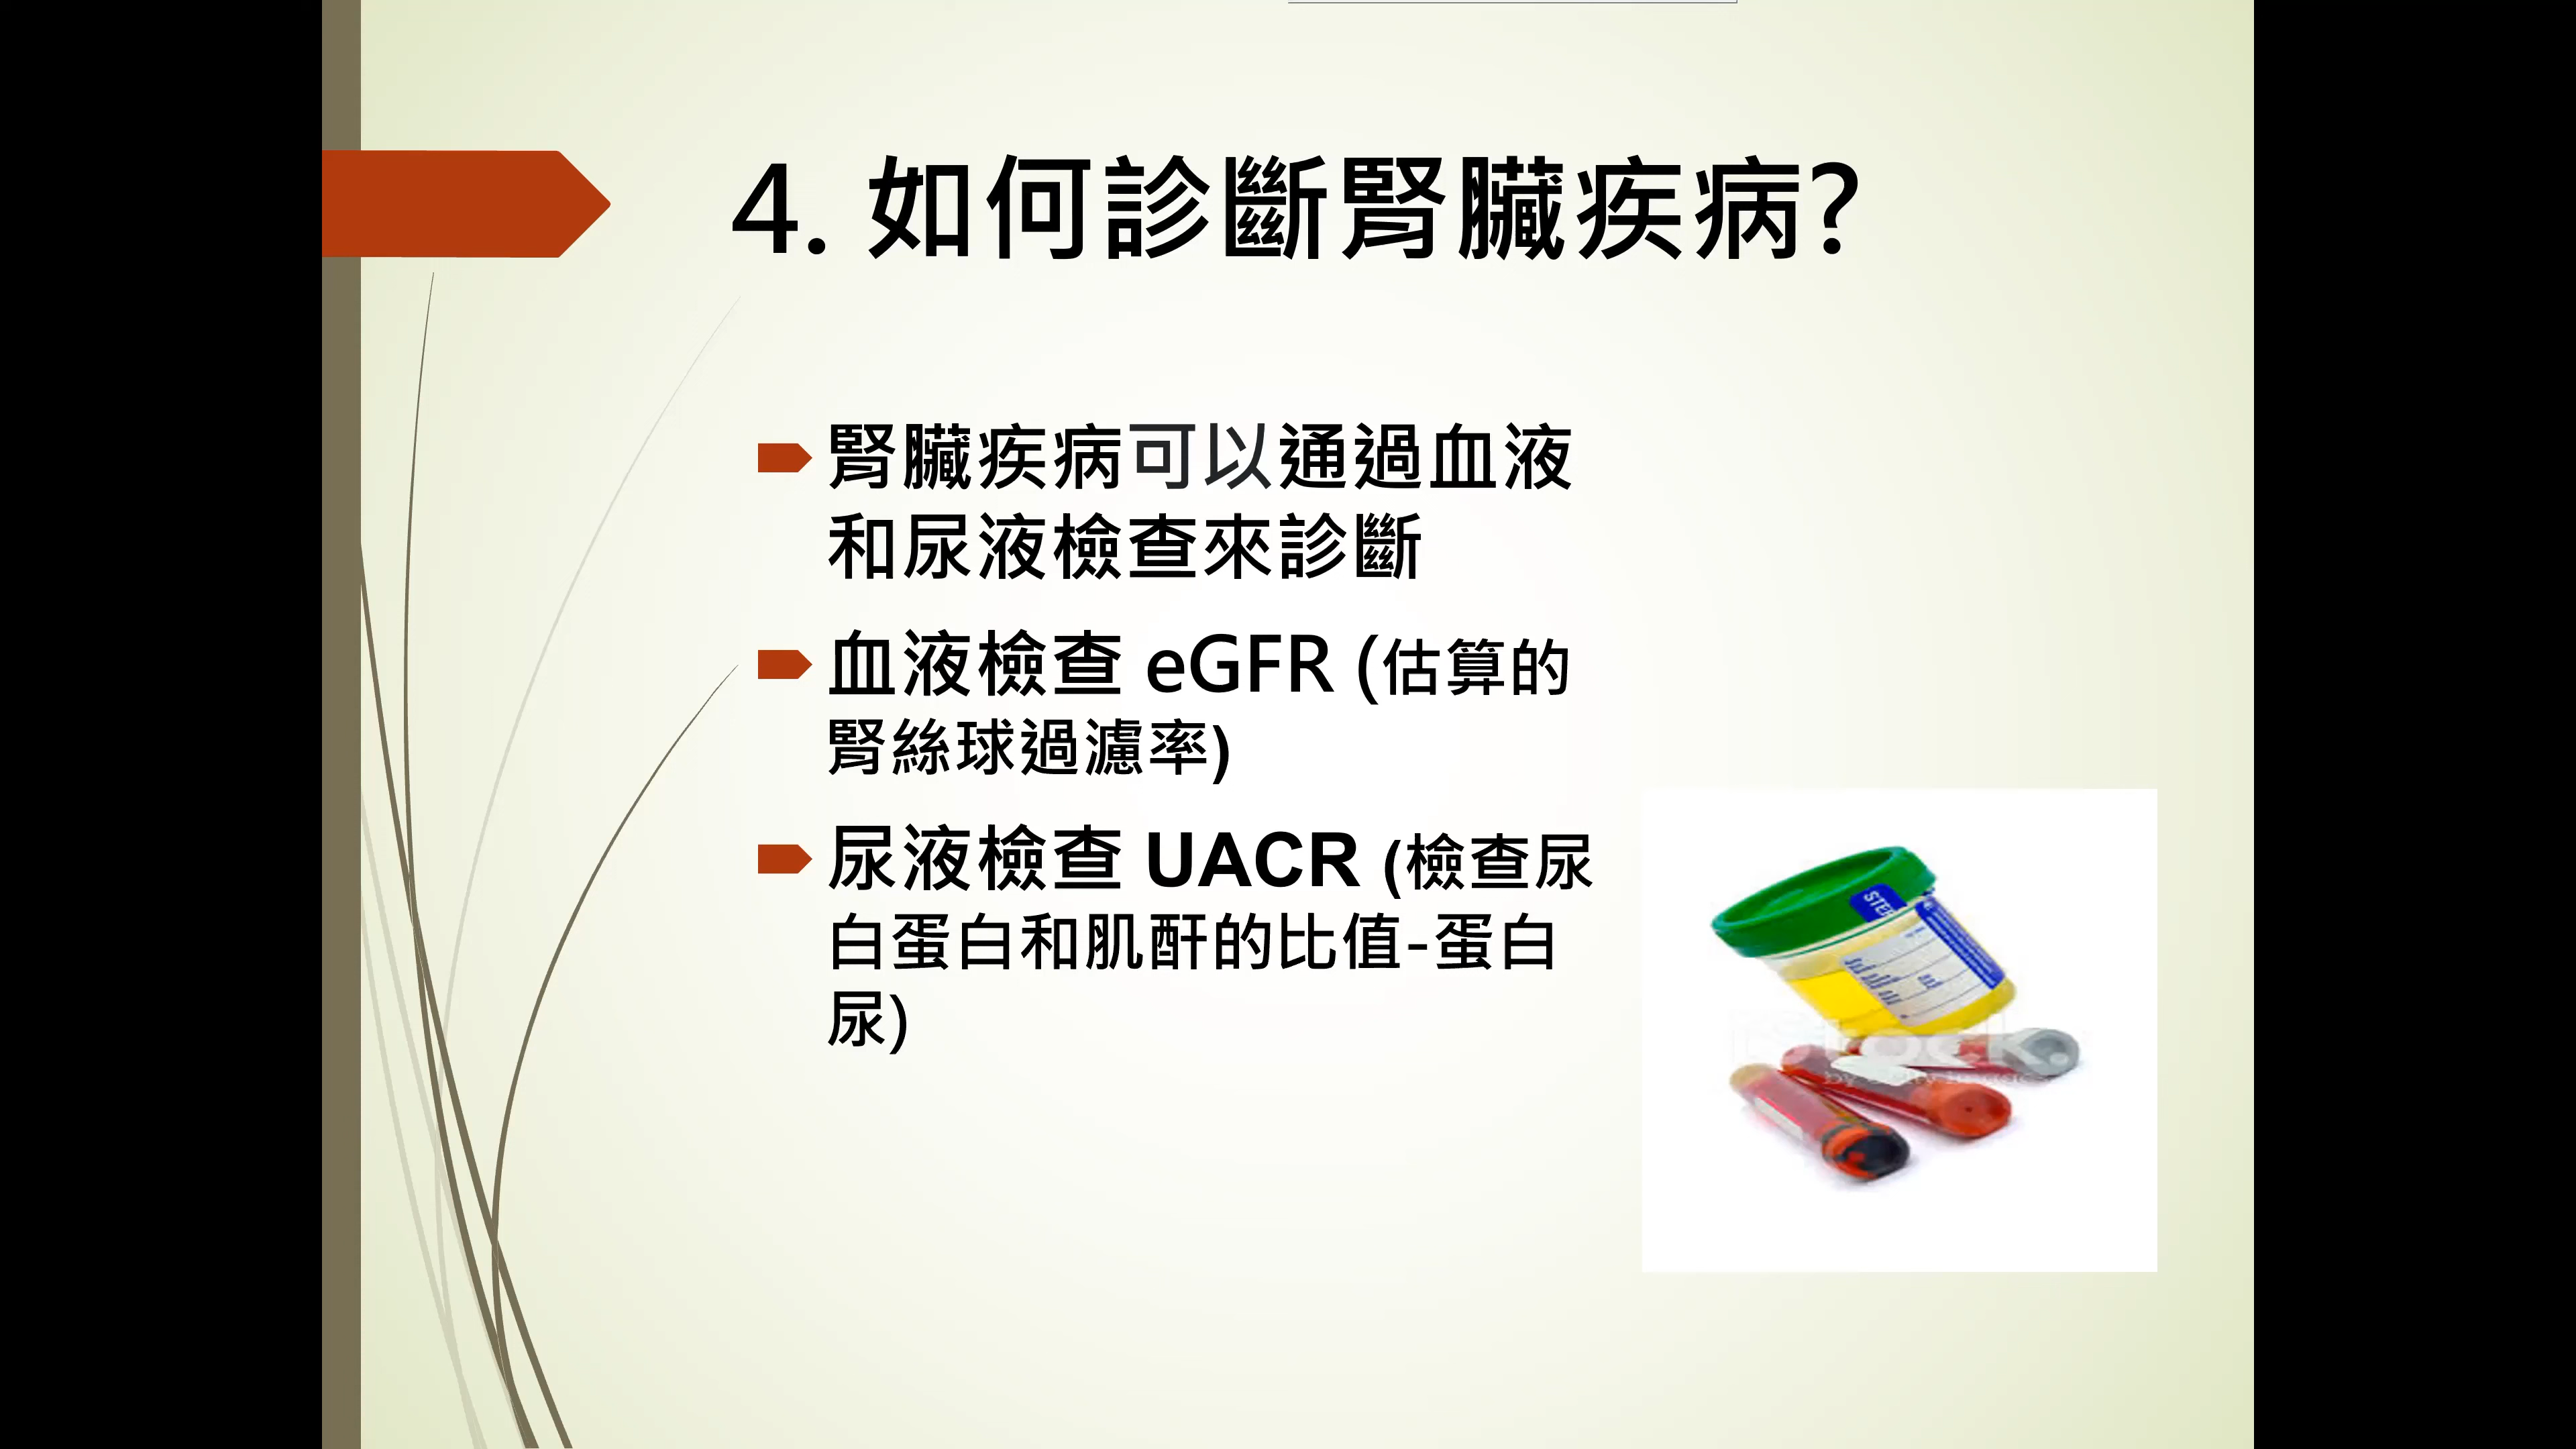 4. 如何診斷腎臟疾病?
腎臟疾病可以通過血液
和尿液檢查來診斷
血液檢查 eGFR (估算的
腎絲球過濾率)
尿液檢查 UACR (檢查尿
白蛋白和肌酐的比值-蛋白
尿)